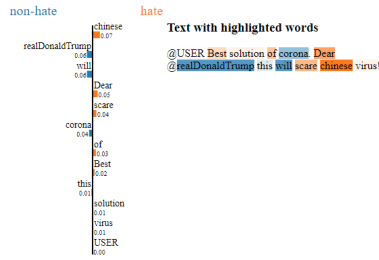 non-hate
hate
chinese
0.07
realDonaldTrump
0.06
will
0.06
Dear
0.05
scare
0.04
corona
0.04
of
0.03
Best
0.02
this
0.01
solution
0.01
virus
0.01
USER
0.00
Text with highlighted words
@USER Best solution of corona. Dear
@realDonaldTrump this will scare chinese virus!